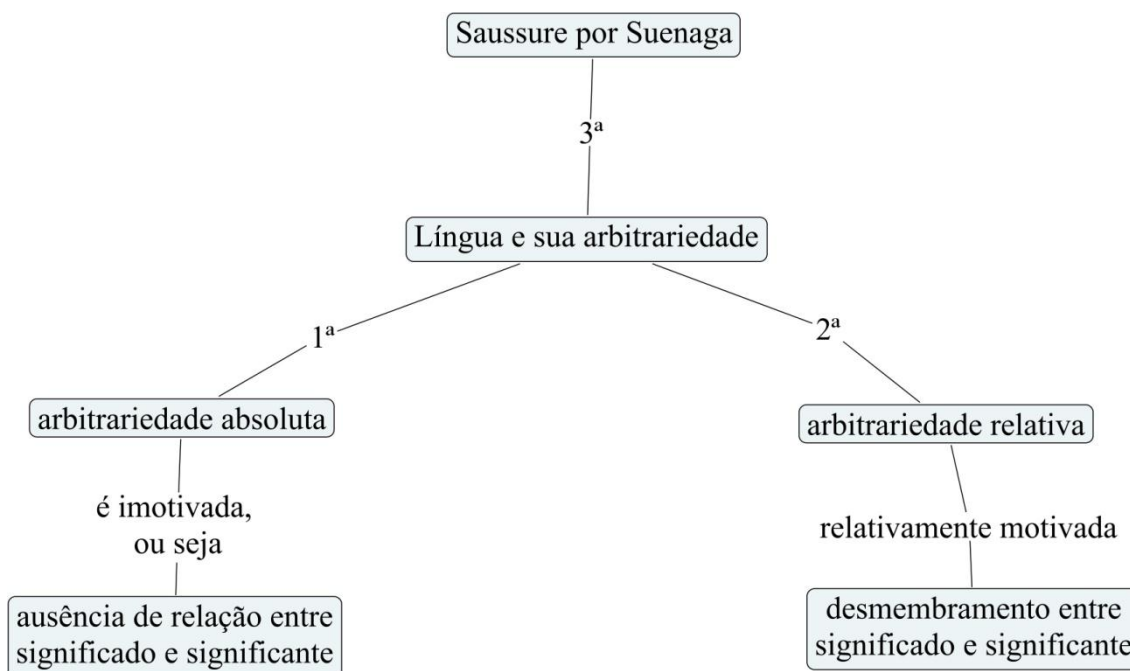 Saussure por Suenaga
3ª
Língua e sua arbitrariedade
1ª
2ª
arbitrariedade absoluta
arbitrariedade relativa
é imotivada,
ou seja
relativamente motivada
ausência de relação entre
significado e significante
desmembramento entre
significado e significante